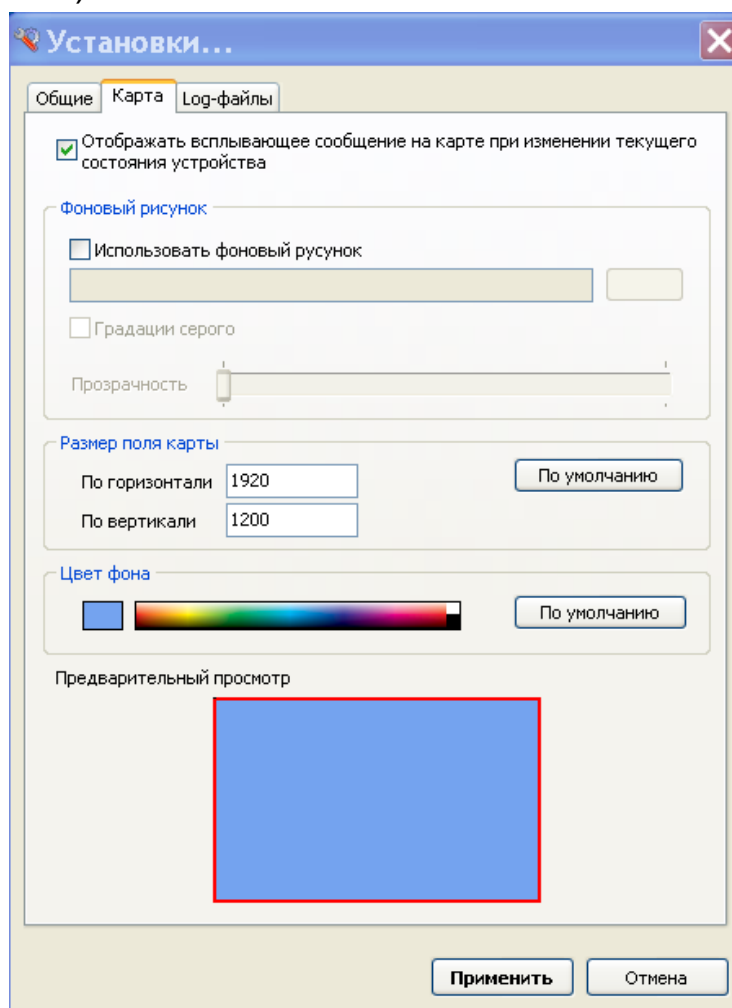 Установки...
Общие Карта Log-файлы
Отображать всплывающее сообщение на карте при изменении текущего
состояния устройства
Фоновый рисунок
Использовать фоновый русунок
Градации серого
Прозрачность
Размер поля карты
По горизонтали 1920 По умолчанию
По вертикали 1200
Цвет фона
По умолчанию
Предварительный просмотр
Применить Отмена